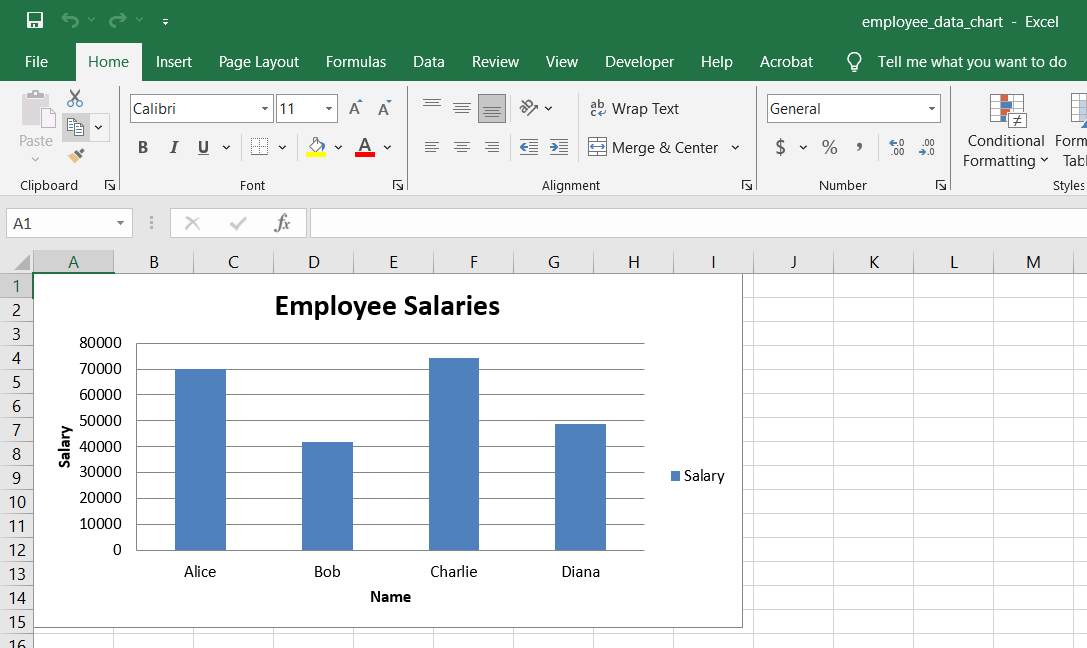 employee_data_chart - Excel
File Home Insert Page Layout Formulas Data Review View Developer Help Acrobat Tell me what you want to do
Paste
Clipboard
Calibri 11
B I U A
Font
ab Wrap Text
Merge & Center
Alignment
General
$ % ,
Number
Conditional
Formatting
Styles
A1
fx
A B C D E F G H I J K L M
1
2
3
4
5
6
7
8
9
10
11
12
13
14
15
16
Employee Salaries
80000
70000
60000
50000
40000
30000
20000
10000
0
Salary
Alice Bob Charlie Diana
Name
Salary